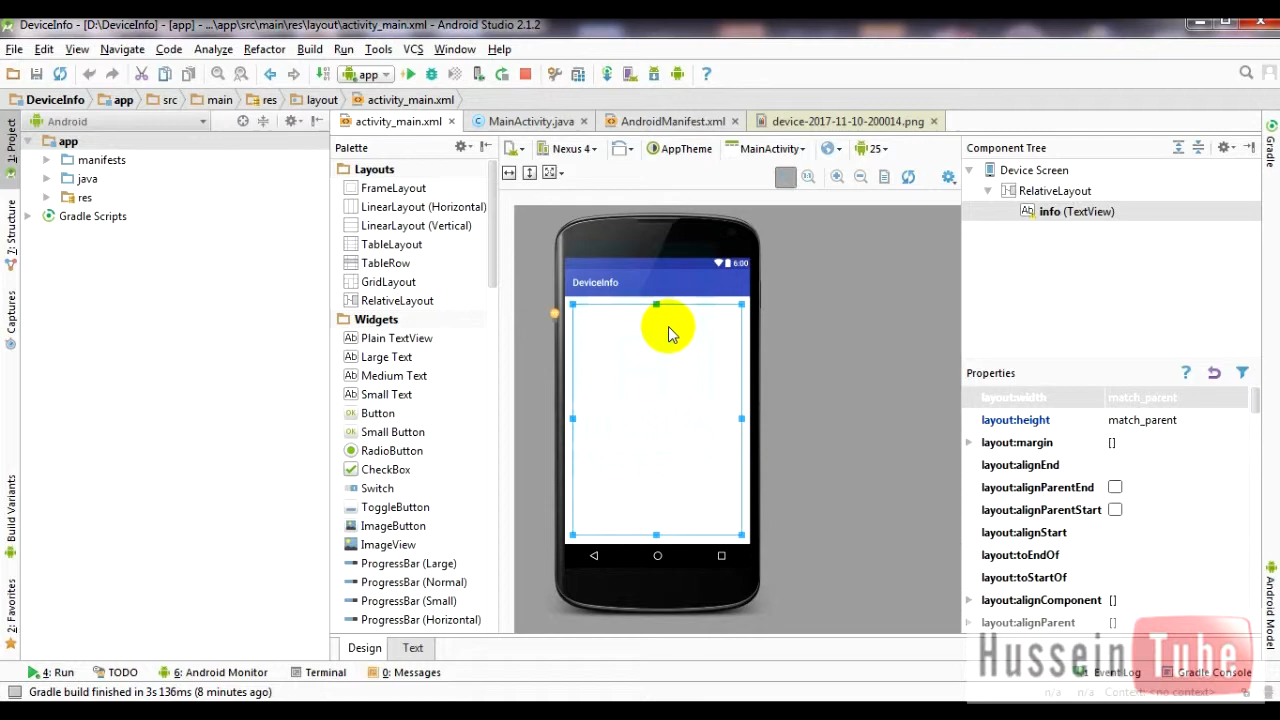 DeviceInfo - [D:\DeviceInfo] - [app] - ...\app\src\main\res\layout\activity_main.xml - Android Studio 2.1.2
File Edit View Navigate Code Analyze Refactor Build Run Tools VCS Window Help
app
DeviceInfo app src main res layout activity_main.xml
1: Project
7: Structure
Captures
Build Variants
2: Favorites
Android
app
manifests
java
res
Gradle Scripts
activity_main.xml MainActivity.java AndroidManifest.xml device-2017-11-10-200014.png
Palette
Layouts
FrameLayout
LinearLayout (Horizontal)
LinearLayout (Vertical)
TableLayout
TableRow
GridLayout
RelativeLayout
Widgets
Plain TextView
Large Text
Medium Text
Small Text
Button
Small Button
RadioButton
CheckBox
Switch
ToggleButton
ImageButton
ImageView
ProgressBar (Large)
ProgressBar (Normal)
ProgressBar (Small)
ProgressBar (Horizontal)
Nexus 4 AppTheme MainActivity 25
6:00
DeviceInfo
Design Text
Component Tree
Device Screen
RelativeLayout
info (TextView)
Properties
layout:width match_parent
layout:height match_parent
layout:margin []
layout:alignEnd
layout:alignParentEnd
layout:alignParentStart
layout:alignStart
layout:toEndOf
layout:toStartOf
layout:alignComponent []
layout:alignParent []
Gradle
Android Model
Hussein Tube
4: Run TODO 6: Android Monitor Terminal 0: Messages Event Log Gradle Console
Gradle build finished in 3s 136ms (8 minutes ago) n/a n/a Context: <no context>